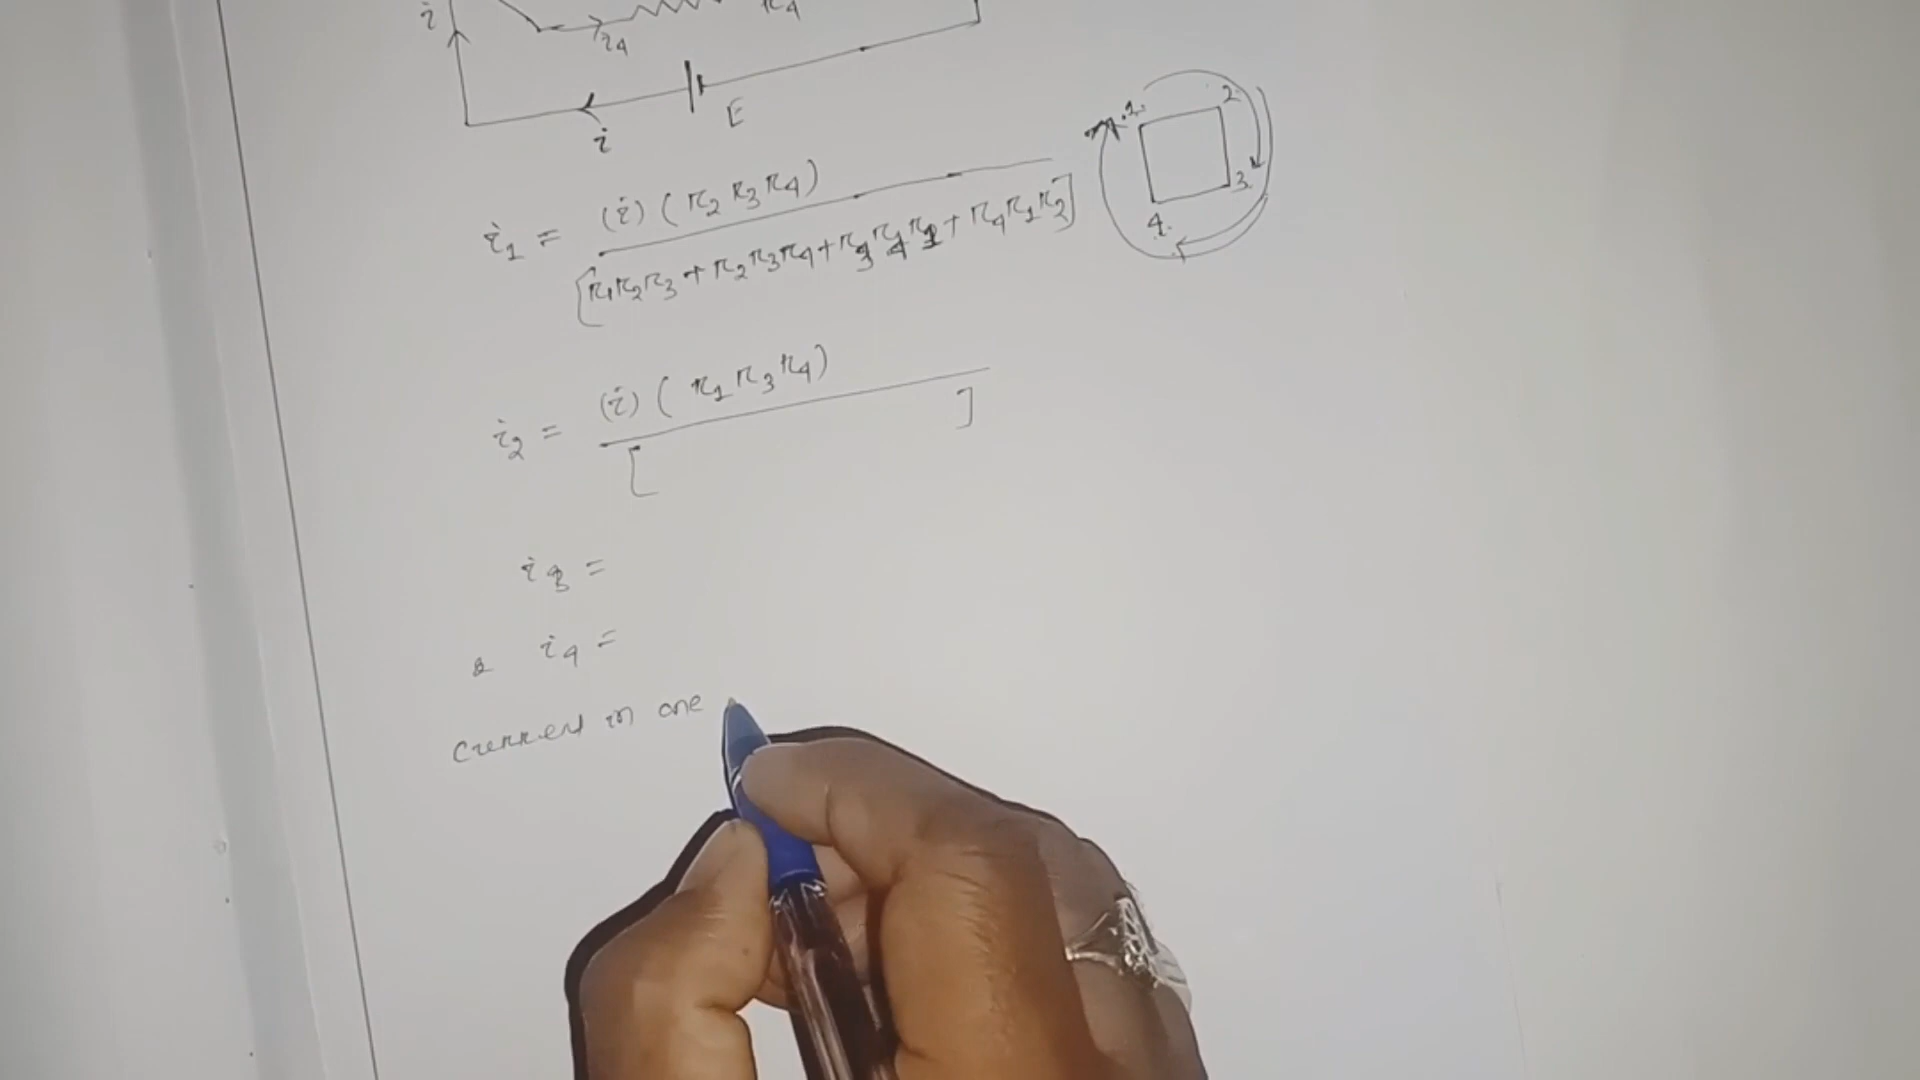 i
r₄
i₄
E
i
1. 2.
3.
4.
i₁ = (i) (r₂ r₃ r₄)
[r₁r₂r₃ + r₂r₃r₄ + r₃r₄r₁ + r₄r₁r₂]
i₂ = (i) ( r₁ r₃ r₄)
[ ]
i₃ =
& i₄ =
Current in one